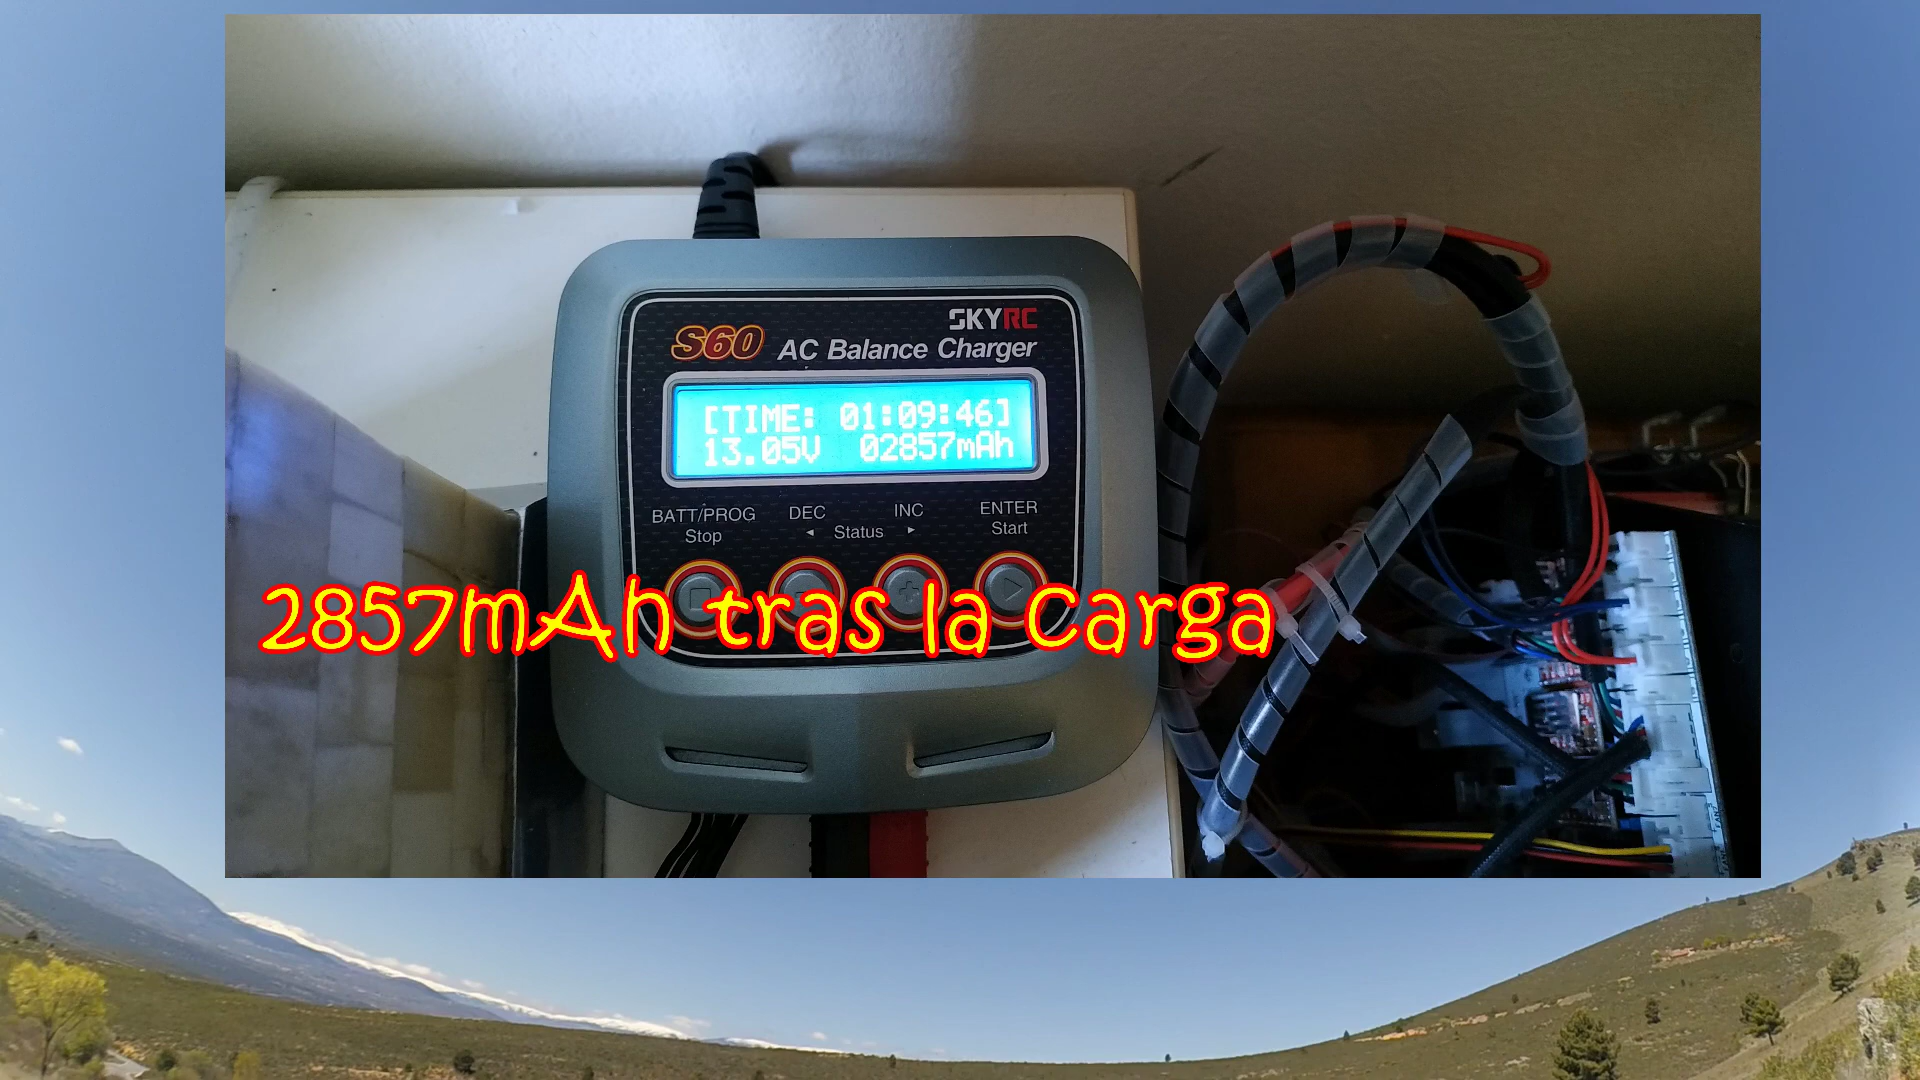 SKYRC
S60 AC Balance Charger
[TIME: 01:09:46]
13.05V 02857mAh
BATT/PROG DEC INC ENTER
Stop ◄ Status ► Start
2857mAh tras la Carga